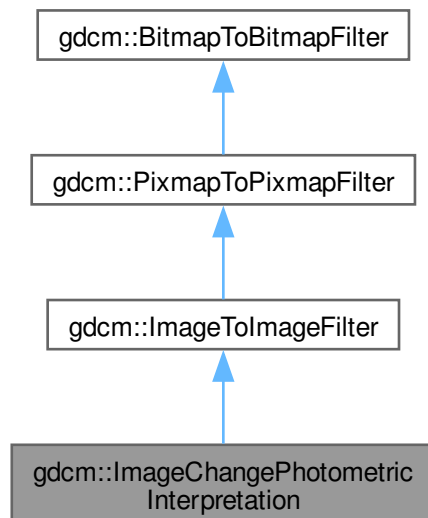 gdcm::BitmapToBitmapFilter
gdcm::PixmapToPixmapFilter
gdcm::ImageToImageFilter
gdcm::ImageChangePhotometric
Interpretation